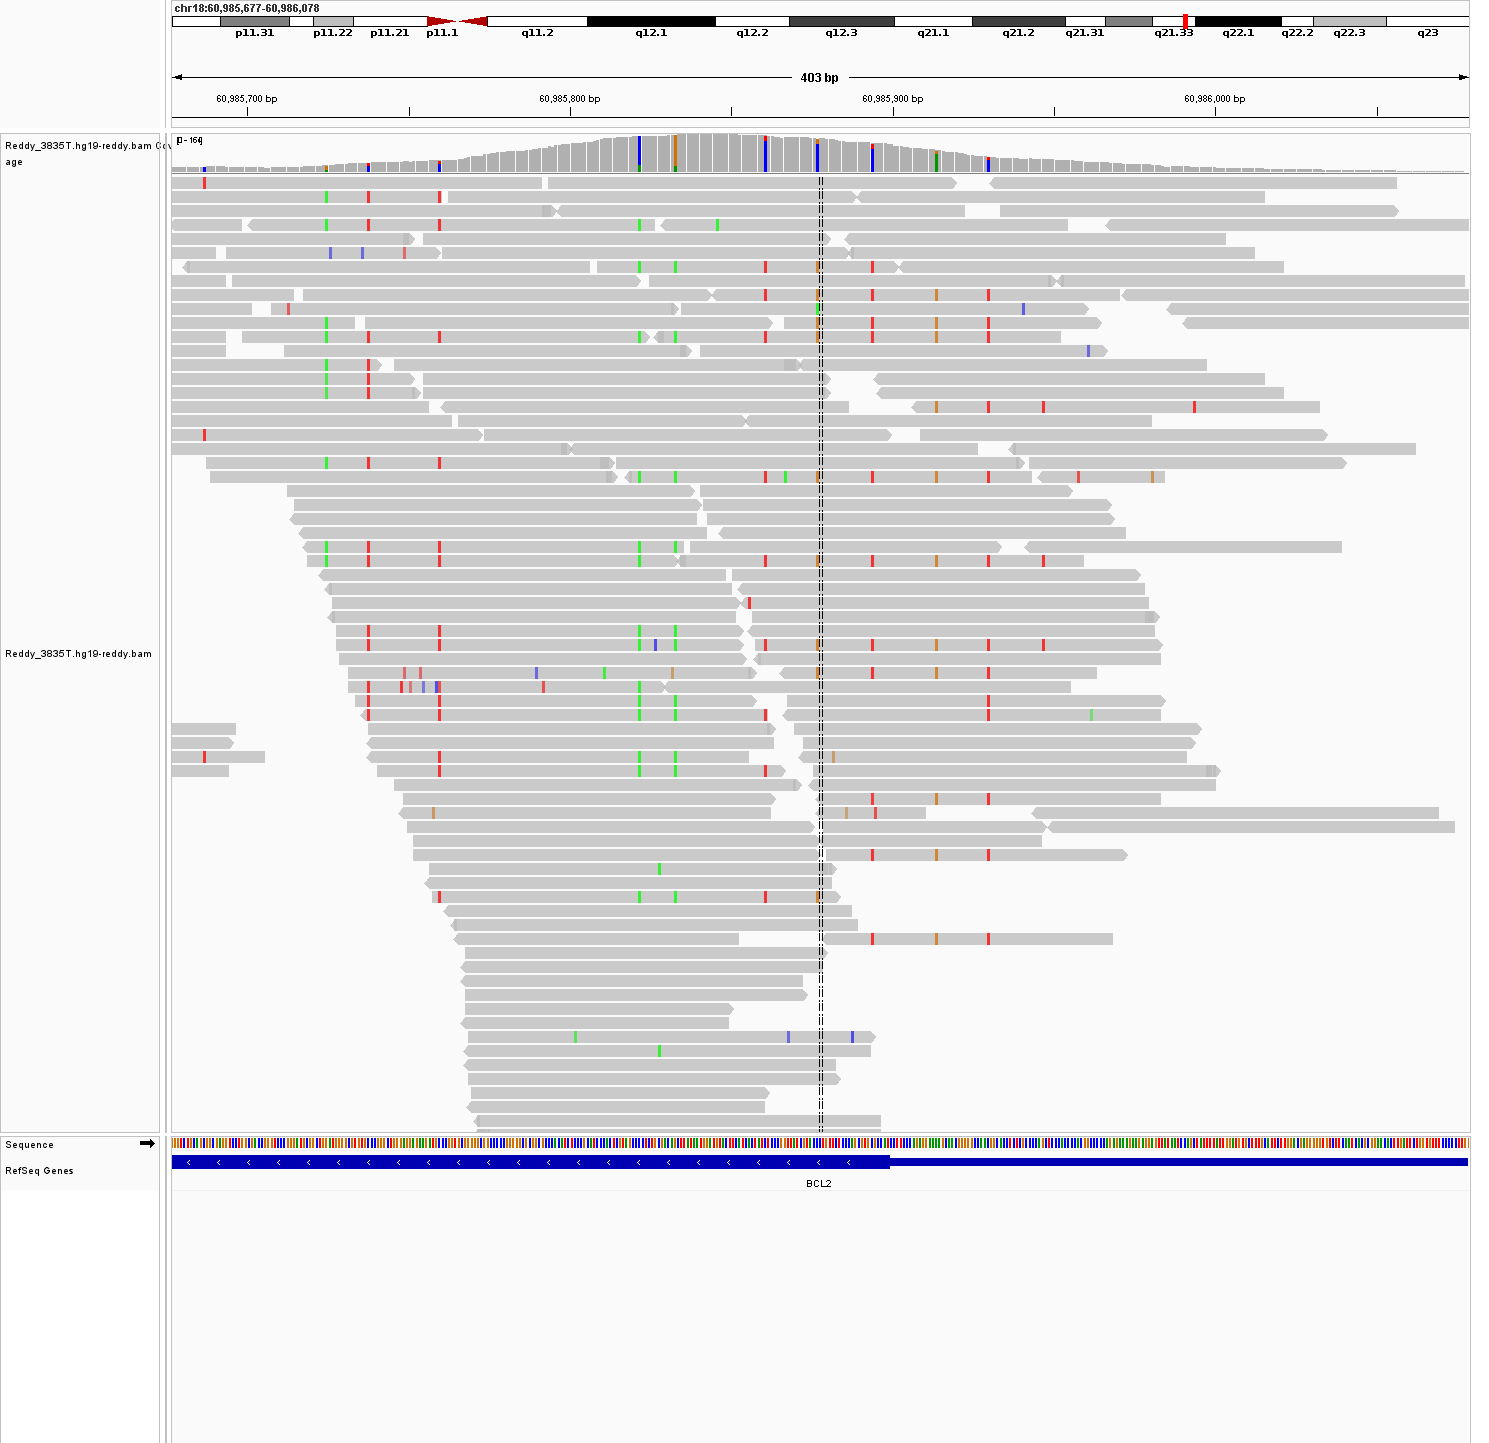 chr18:60,985,677-60,986,078
p11.31 p11.22 p11.21 p11.1 q11.2 q12.1 q12.2 q12.3 q21.1 q21.2 q21.31 q21.33 q22.1 q22.2 q22.3 q23
403 bp
60,985,700 bp 60,985,800 bp 60,985,900 bp 60,986,000 bp
Reddy_3835T.hg19-reddy.bam Cov
age
[0 - 164]
Reddy_3835T.hg19-reddy.bam
Sequence
RefSeq Genes
BCL2